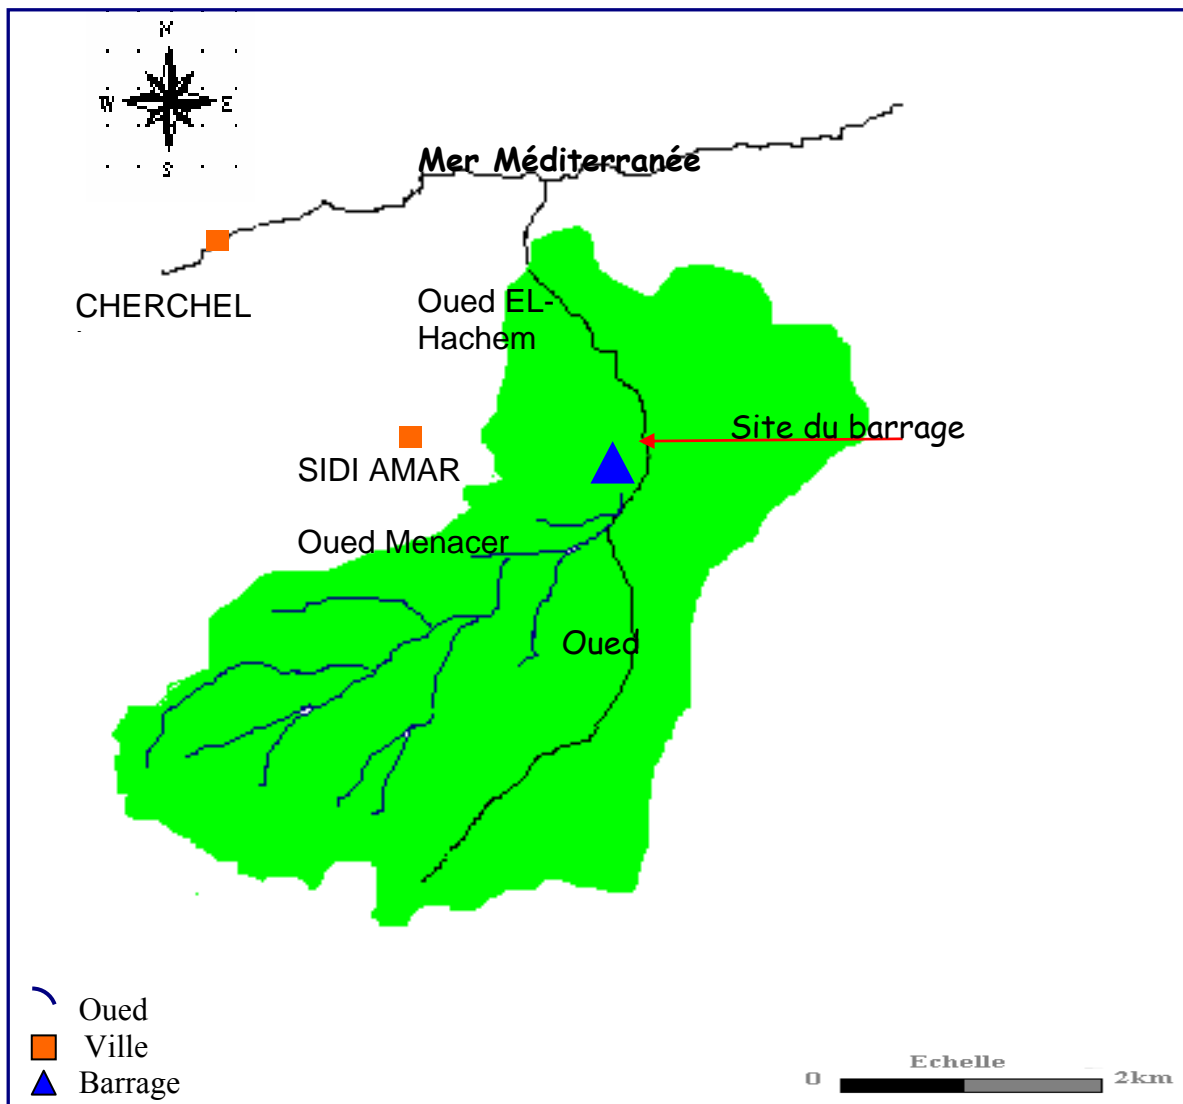 N
W E
S
Mer Méditerranée
CHERCHEL
Oued EL-
Hachem
Site du barrage
SIDI AMAR
Oued Menacer
Oued
Oued
Ville
Barrage
Echelle
0 2km